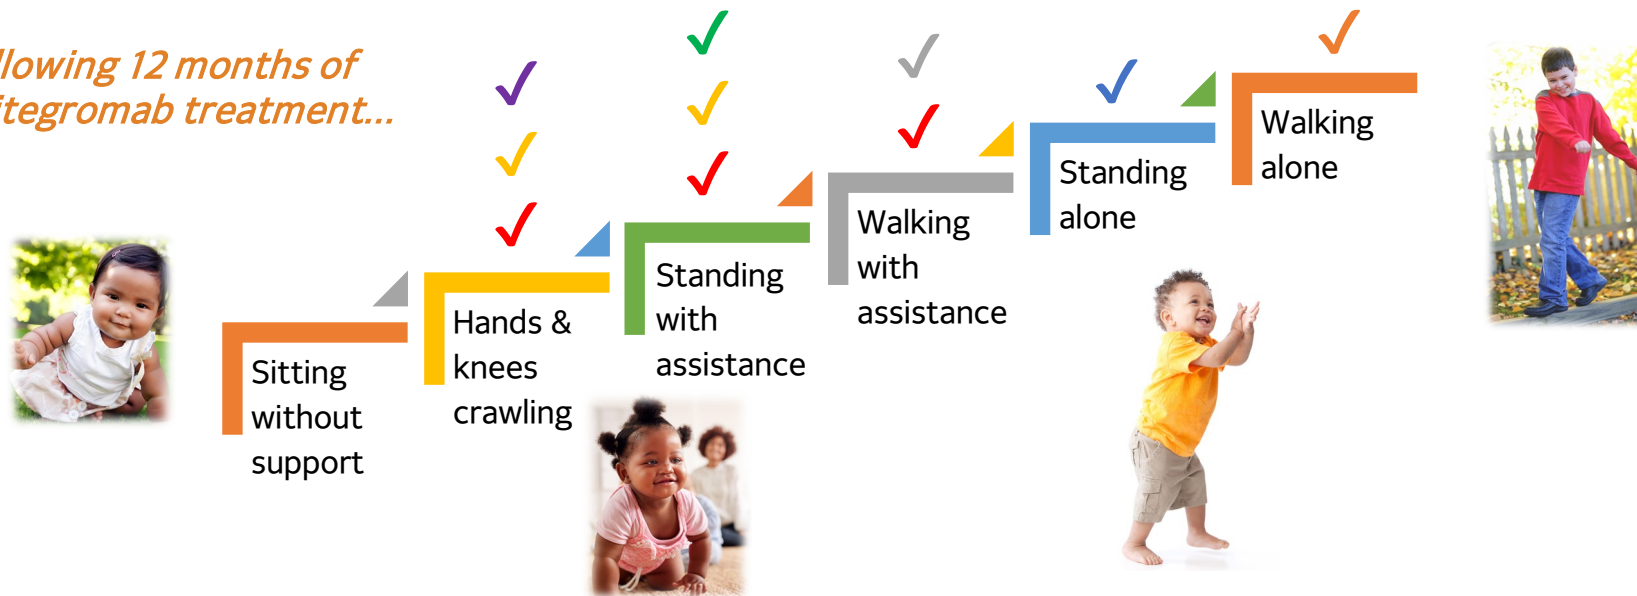 llowing 12 months of
itegromab treatment...
Walking
alone
Standing
alone
Walking
with
assistance
Standing
with
assistance
Hands &
knees
crawling
Sitting
without
support